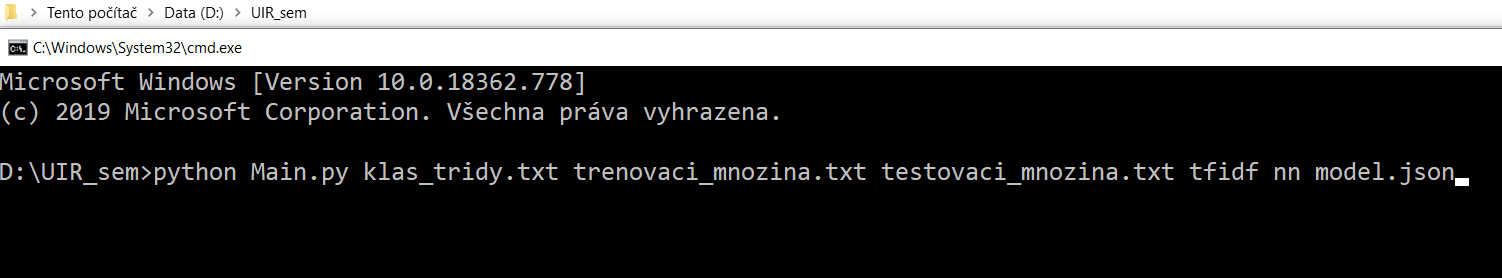 Tento počítač > Data (D:) > UIR_sem
C:\Windows\System32\cmd.exe
Microsoft Windows [Version 10.0.18362.778]
(c) 2019 Microsoft Corporation. Všechna práva vyhrazena.
D:\UIR_sem>python Main.py klas_tridy.txt trenovaci_mnozina.txt testovaci_mnozina.txt tfidf nn model.json